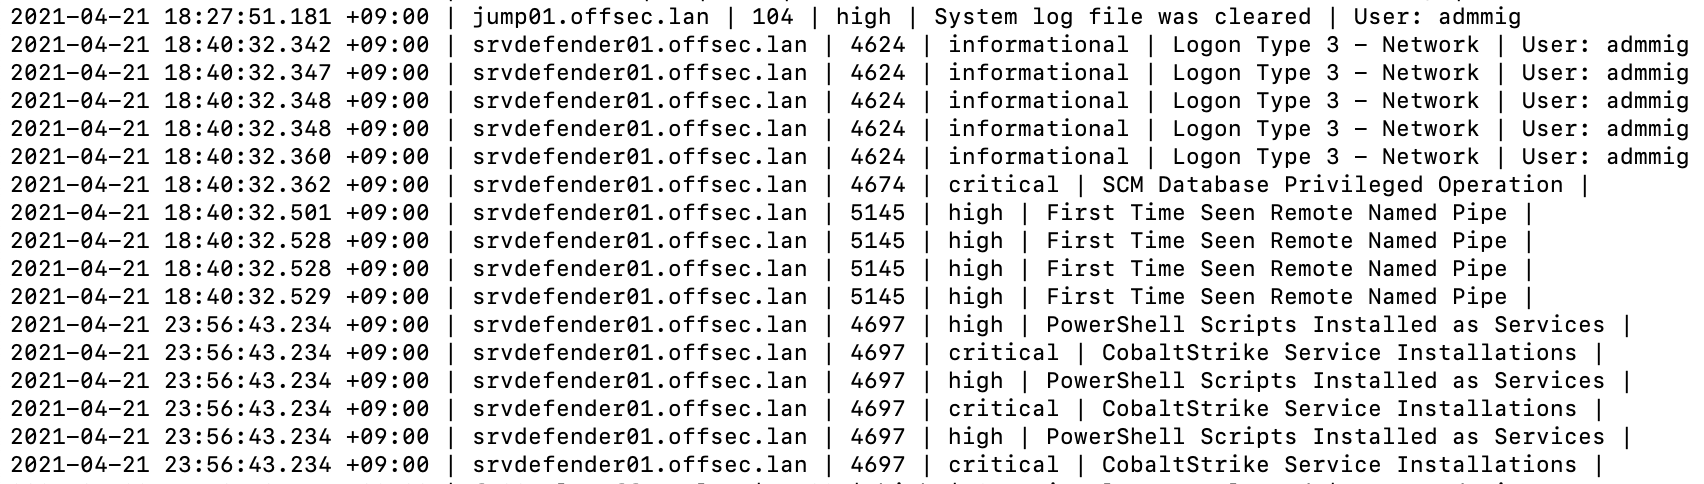 2021-04-21 18:27:51.181 +09:00 | jump01.offsec.lan | 104 | high | System log file was cleared | User: admmig
2021-04-21 18:40:32.342 +09:00 | srvdefender01.offsec.lan | 4624 | informational | Logon Type 3 - Network | User: admmig
2021-04-21 18:40:32.347 +09:00 | srvdefender01.offsec.lan | 4624 | informational | Logon Type 3 - Network | User: admmig
2021-04-21 18:40:32.348 +09:00 | srvdefender01.offsec.lan | 4624 | informational | Logon Type 3 - Network | User: admmig
2021-04-21 18:40:32.348 +09:00 | srvdefender01.offsec.lan | 4624 | informational | Logon Type 3 - Network | User: admmig
2021-04-21 18:40:32.360 +09:00 | srvdefender01.offsec.lan | 4624 | informational | Logon Type 3 - Network | User: admmig
2021-04-21 18:40:32.362 +09:00 | srvdefender01.offsec.lan | 4674 | critical | SCM Database Privileged Operation |
2021-04-21 18:40:32.501 +09:00 | srvdefender01.offsec.lan | 5145 | high | First Time Seen Remote Named Pipe |
2021-04-21 18:40:32.528 +09:00 | srvdefender01.offsec.lan | 5145 | high | First Time Seen Remote Named Pipe |
2021-04-21 18:40:32.528 +09:00 | srvdefender01.offsec.lan | 5145 | high | First Time Seen Remote Named Pipe |
2021-04-21 18:40:32.529 +09:00 | srvdefender01.offsec.lan | 5145 | high | First Time Seen Remote Named Pipe |
2021-04-21 23:56:43.234 +09:00 | srvdefender01.offsec.lan | 4697 | high | PowerShell Scripts Installed as Services |
2021-04-21 23:56:43.234 +09:00 | srvdefender01.offsec.lan | 4697 | critical | CobaltStrike Service Installations |
2021-04-21 23:56:43.234 +09:00 | srvdefender01.offsec.lan | 4697 | high | PowerShell Scripts Installed as Services |
2021-04-21 23:56:43.234 +09:00 | srvdefender01.offsec.lan | 4697 | critical | CobaltStrike Service Installations |
2021-04-21 23:56:43.234 +09:00 | srvdefender01.offsec.lan | 4697 | high | PowerShell Scripts Installed as Services |
2021-04-21 23:56:43.234 +09:00 | srvdefender01.offsec.lan | 4697 | critical | CobaltStrike Service Installations |